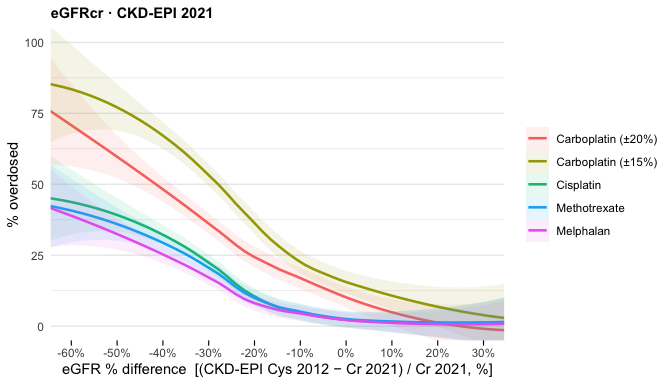 eGFRcr · CKD-EPI 2021
% overdosed
100
75
50
25
0
-60%
-50%
-40%
-30%
-20%
-10%
0%
10%
20%
30%
eGFR % difference [(CKD-EPI Cys 2012 − Cr 2021) / Cr 2021, %]
Carboplatin (±20%)
Carboplatin (±15%)
Cisplatin
Methotrexate
Melphalan